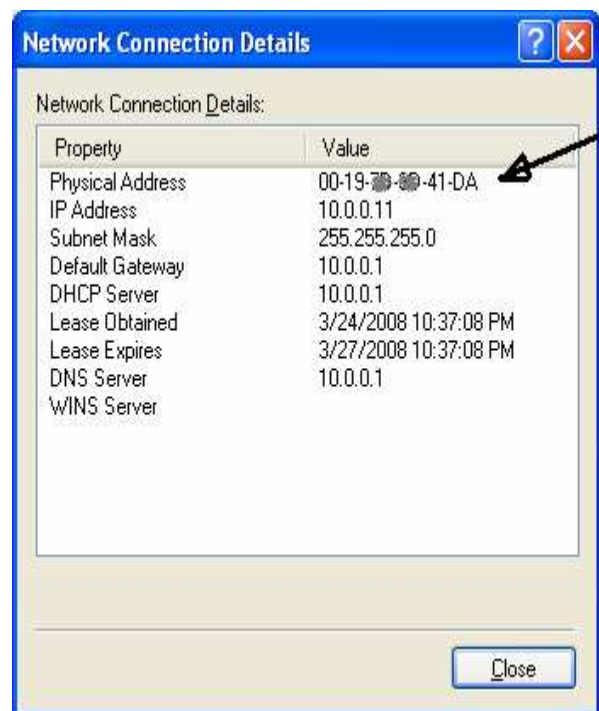 Network Connection Details
Network Connection Details:
Property Value
Physical Address 00-19- - -41-DA
IP Address 10.0.0.11
Subnet Mask 255.255.255.0
Default Gateway 10.0.0.1
DHCP Server 10.0.0.1
Lease Obtained 3/24/2008 10:37:08 PM
Lease Expires 3/27/2008 10:37:08 PM
DNS Server 10.0.0.1
WINS Server
Close